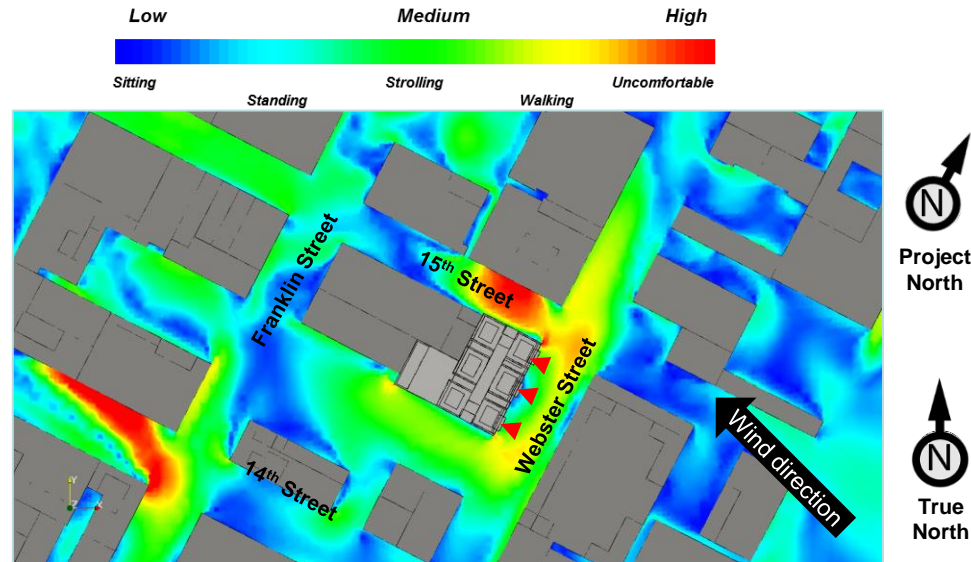 Low Medium High
Sitting Standing Strolling Walking Uncomfortable
Franklin Street
15th Street
Webster Street
14th Street
Wind direction
Y
Z
X
N
Project
North
N
True
North